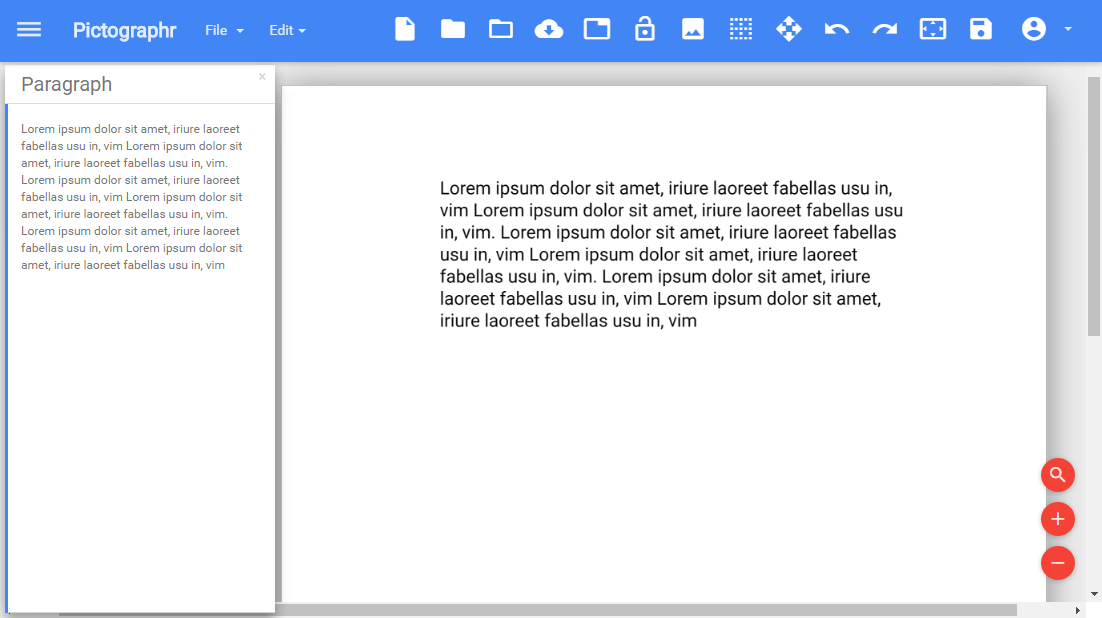 Pictographr File Edit
Paragraph ×
Lorem ipsum dolor sit amet, iriure laoreet
fabellas usu in, vim Lorem ipsum dolor sit
amet, iriure laoreet fabellas usu in, vim.
Lorem ipsum dolor sit amet, iriure laoreet
fabellas usu in, vim Lorem ipsum dolor sit
amet, iriure laoreet fabellas usu in, vim.
Lorem ipsum dolor sit amet, iriure laoreet
fabellas usu in, vim Lorem ipsum dolor sit
amet, iriure laoreet fabellas usu in, vim
Lorem ipsum dolor sit amet, iriure laoreet fabellas usu in,
vim Lorem ipsum dolor sit amet, iriure laoreet fabellas usu
in, vim. Lorem ipsum dolor sit amet, iriure laoreet fabellas
usu in, vim Lorem ipsum dolor sit amet, iriure laoreet
fabellas usu in, vim. Lorem ipsum dolor sit amet, iriure
laoreet fabellas usu in, vim Lorem ipsum dolor sit amet,
iriure laoreet fabellas usu in, vim